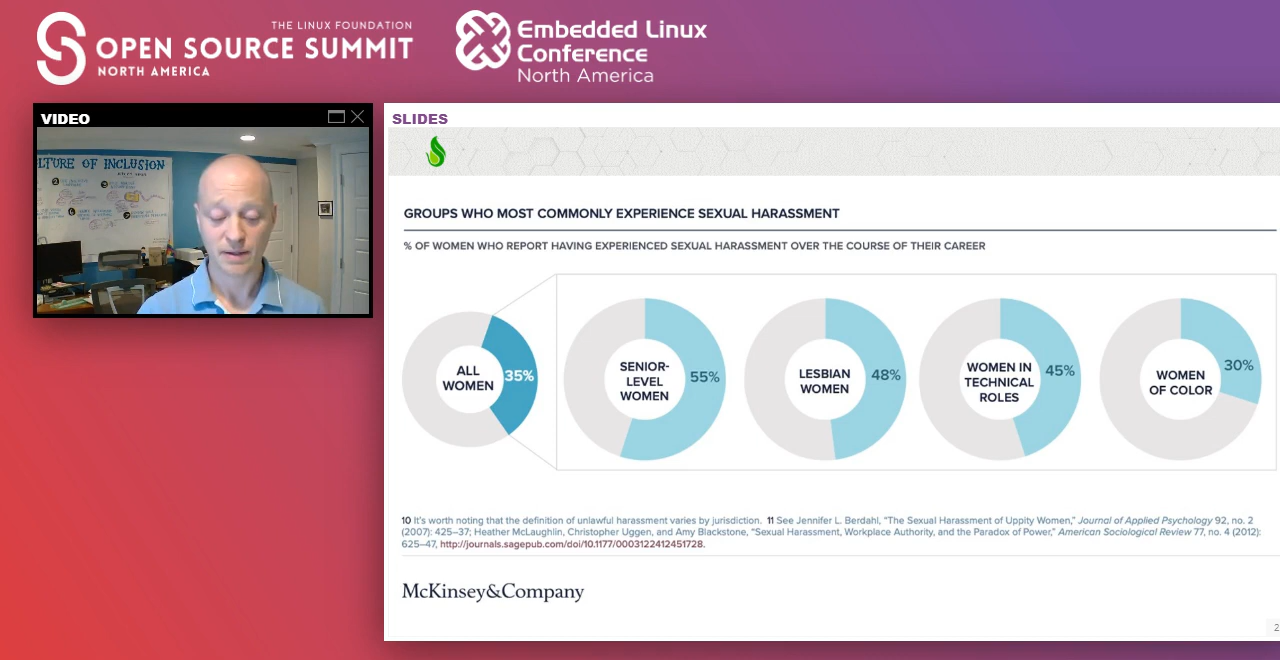 THE LINUX FOUNDATION
OPEN SOURCE SUMMIT
NORTH AMERICA
Embedded Linux
Conference
North America
VIDEO
LTURE OF INCLUSION
SLIDES
GROUPS WHO MOST COMMONLY EXPERIENCE SEXUAL HARASSMENT
% OF WOMEN WHO REPORT HAVING EXPERIENCED SEXUAL HARASSMENT OVER THE COURSE OF THEIR CAREER
ALL
WOMEN
35%
SENIOR-
LEVEL
WOMEN
55%
LESBIAN
WOMEN
48%
WOMEN IN
TECHNICAL
ROLES
45%
WOMEN
OF COLOR
30%
10 It's worth noting that the definition of unlawful harassment varies by jurisdiction. 11 See Jennifer L. Berdahl, "The Sexual Harassment of Uppity Women," Journal of Applied Psychology 92, no. 2
(2007): 425–37; Heather McLaughlin, Christopher Uggen, and Amy Blackstone, "Sexual Harassment, Workplace Authority, and the Paradox of Power," American Sociological Review 77, no. 4 (2012):
625–47, http://journals.sagepub.com/doi/10.1177/0003122412451728.
McKinsey&Company
2